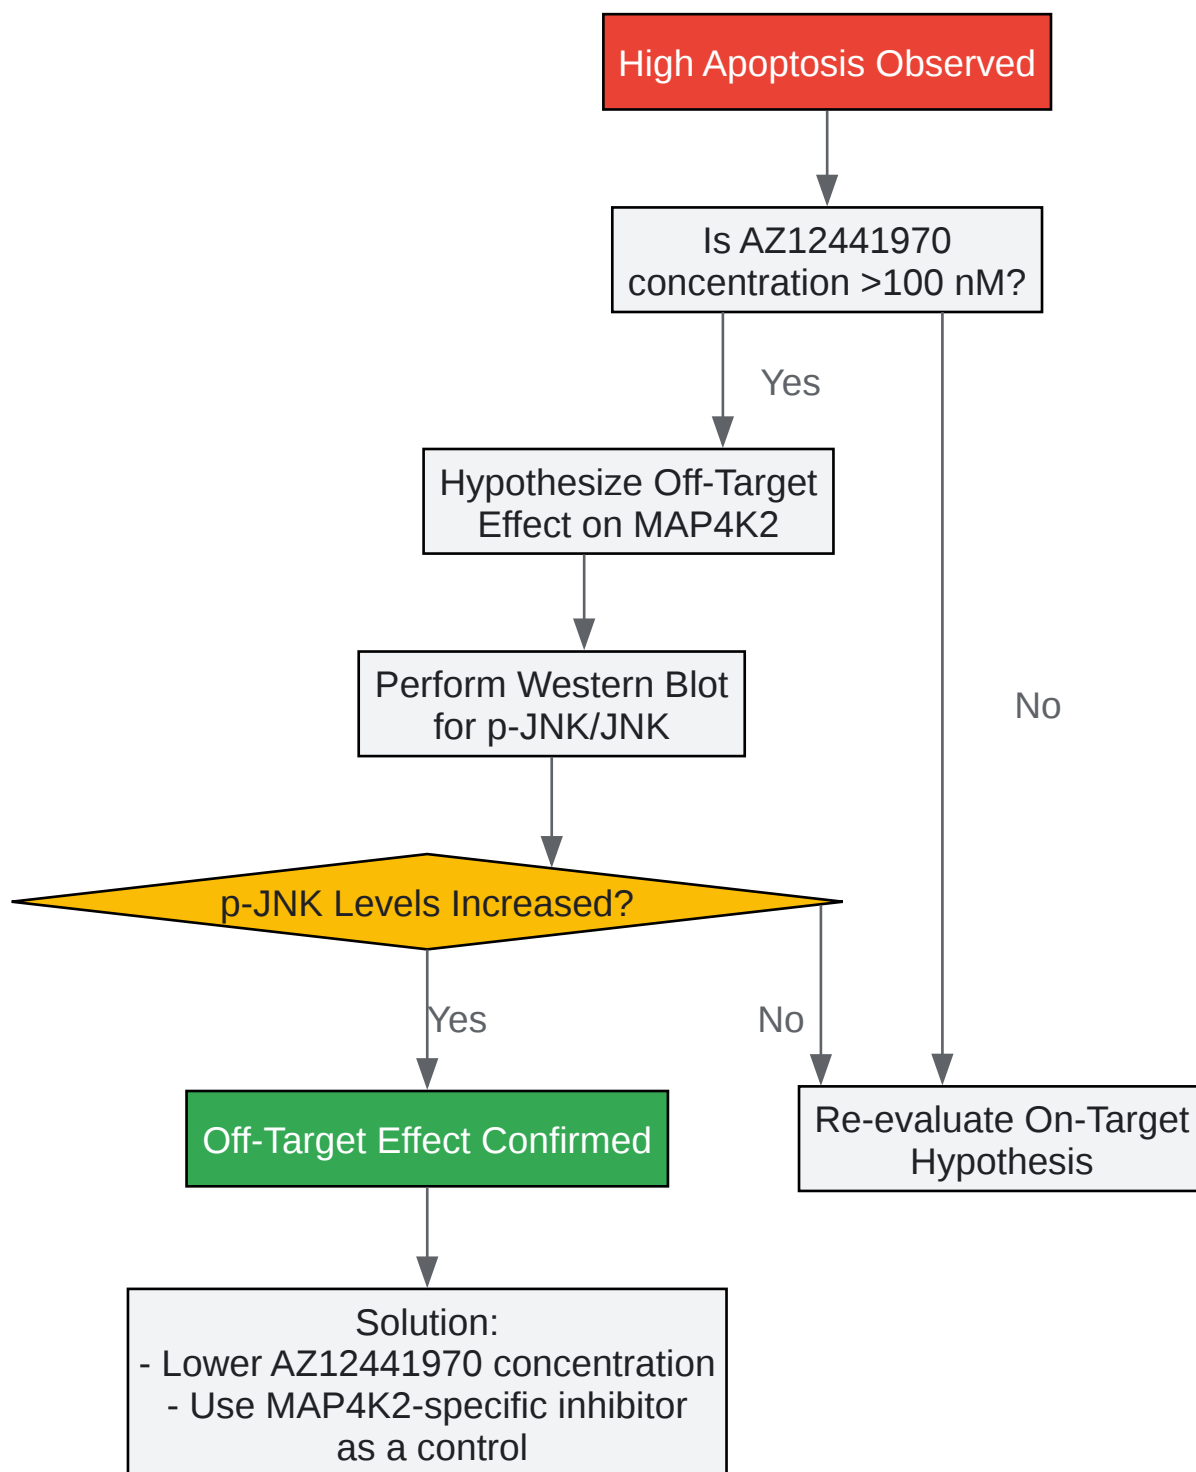 High Apoptosis Observed
Is AZ12441970
concentration >100 nM?
Yes
Hypothesize Off-Target
Effect on MAP4K2
Perform Western Blot
for p-JNK/JNK
No
p-JNK Levels Increased?
Yes
No
Off-Target Effect Confirmed
Re-evaluate On-Target
Hypothesis
Solution:
- Lower AZ12441970 concentration
- Use MAP4K2-specific inhibitor
as a control